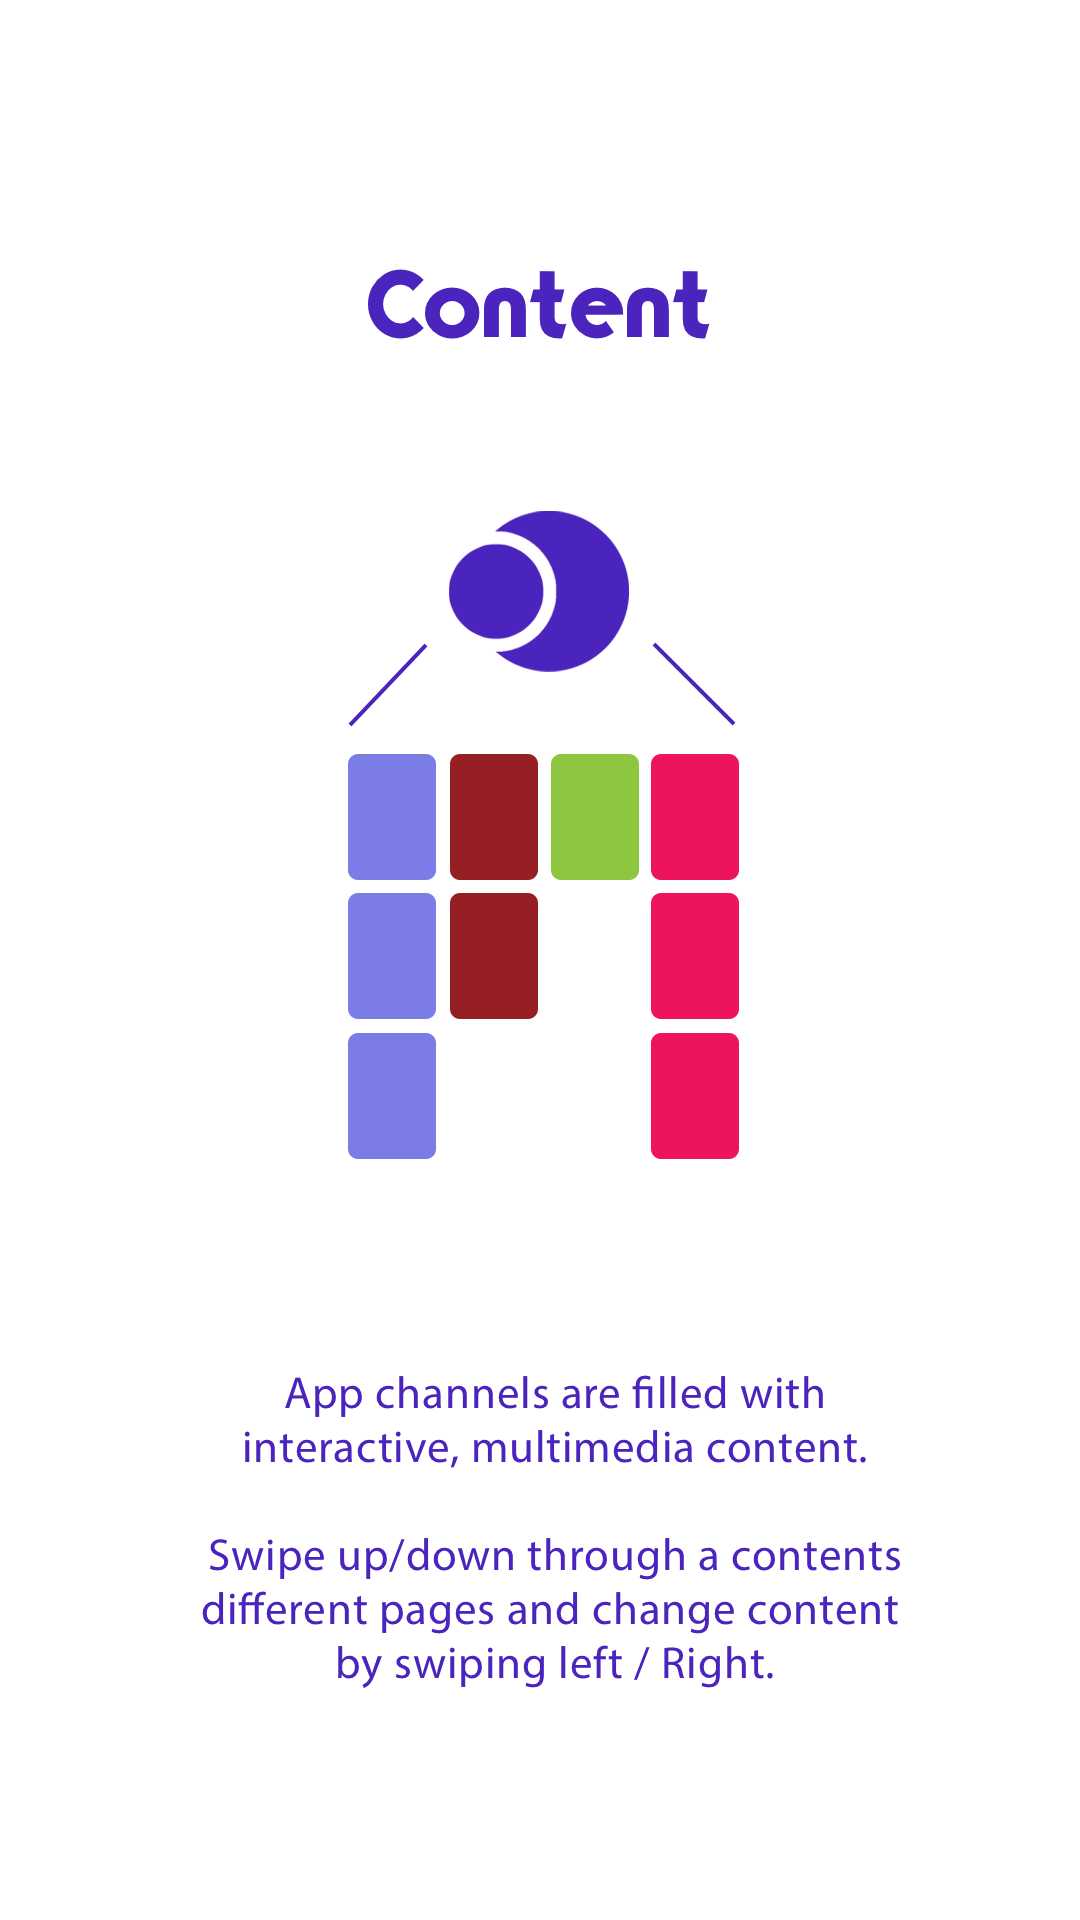 Content
App channels are filled with
interactive, multimedia content.
Swipe up/down through a contents
different pages and change content
by swiping left / Right.